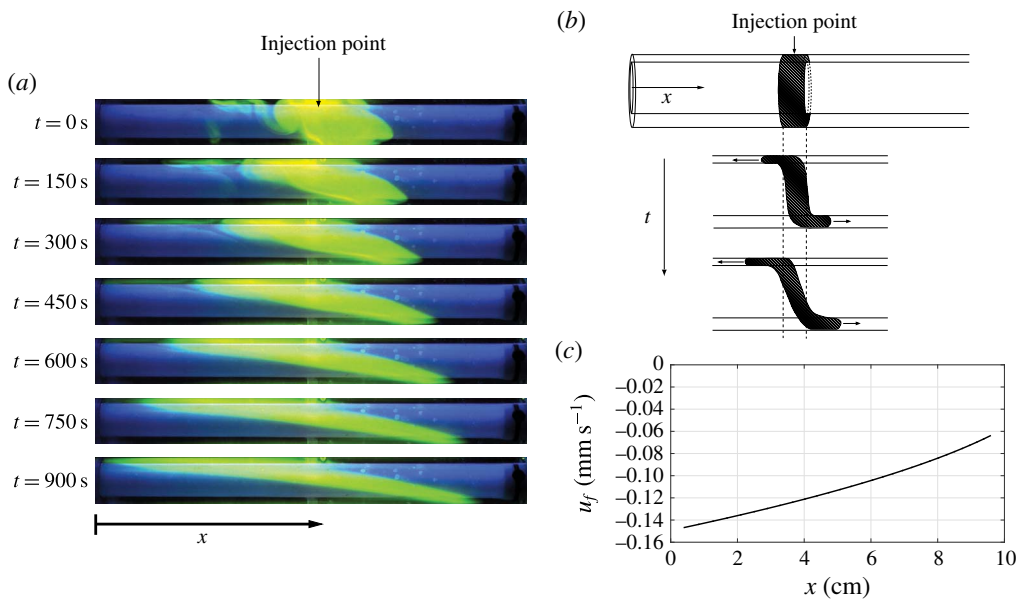 Injection point
(a)
t = 0 s
t = 150 s
t = 300 s
t = 450 s
t = 600 s
t = 750 s
t = 900 s
x
(b)
Injection point
x
t
(c)
0
–0.02
–0.04
–0.06
–0.08
–0.10
–0.12
–0.14
–0.16
u_f (mm s⁻¹)
0 2 4 6 8 10
x (cm)